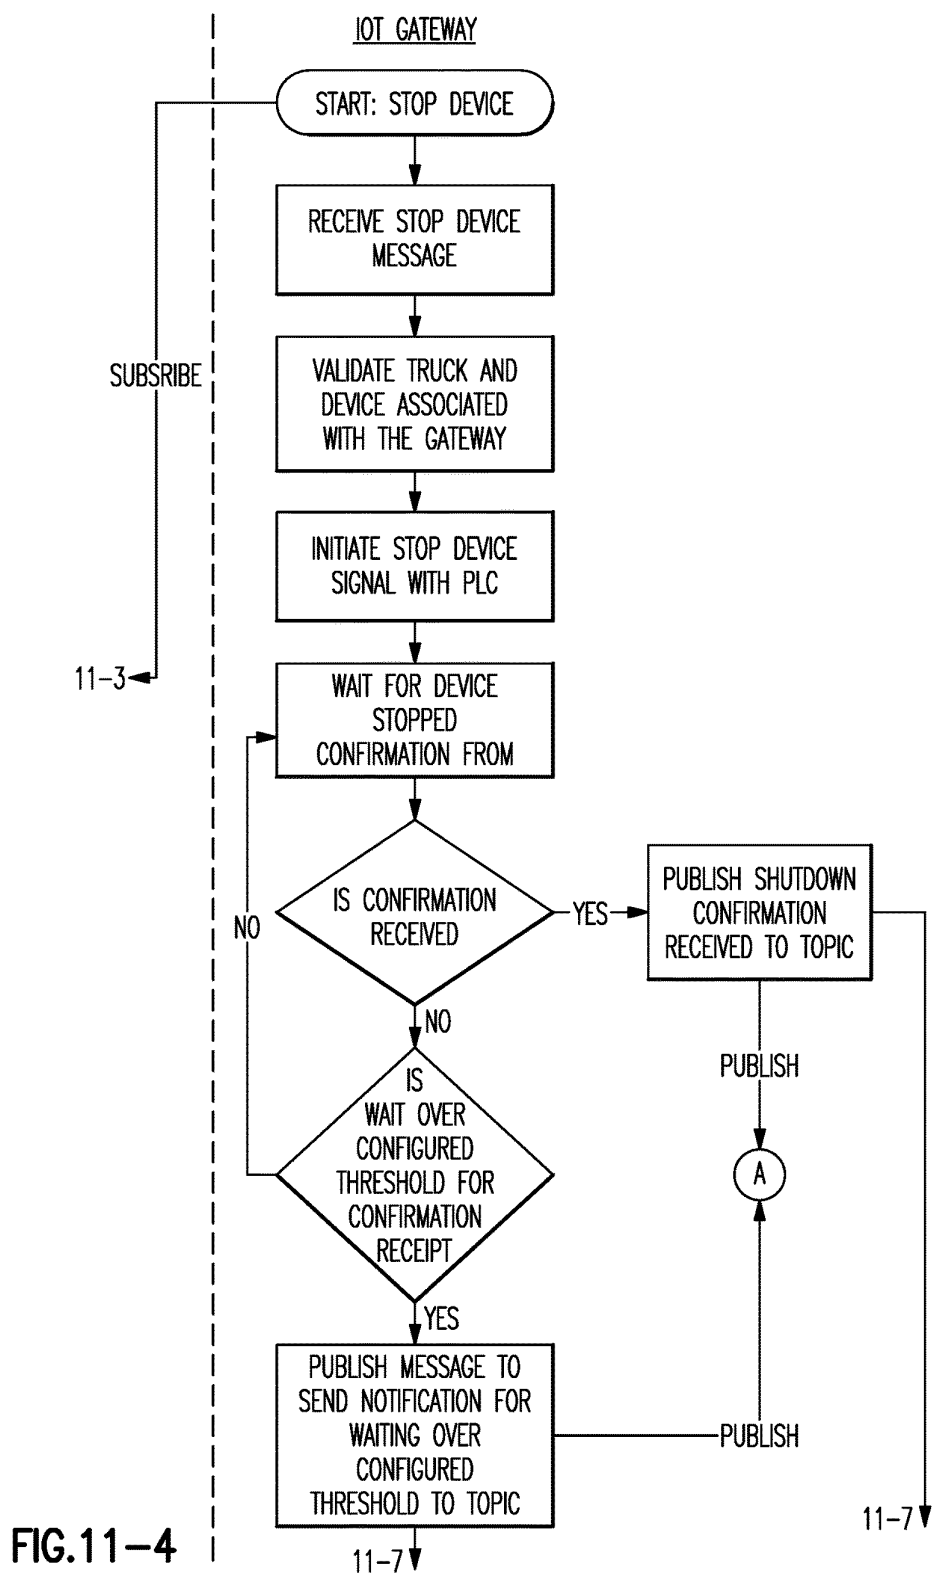 IOT GATEWAY
START: STOP DEVICE
RECEIVE STOP DEVICE
MESSAGE
VALIDATE TRUCK AND
DEVICE ASSOCIATED
WITH THE GATEWAY
SUBSRIBE
INITIATE STOP DEVICE
SIGNAL WITH PLC
11-3
WAIT FOR DEVICE
STOPPED
CONFIRMATION FROM
IS CONFIRMATION
RECEIVED
YES
PUBLISH SHUTDOWN
CONFIRMATION
RECEIVED TO TOPIC
NO
NO
PUBLISH
IS
WAIT OVER
CONFIGURED
THRESHOLD FOR
CONFIRMATION
RECEIPT
A
YES
PUBLISH MESSAGE TO
SEND NOTIFICATION FOR
WAITING OVER
CONFIGURED
THRESHOLD TO TOPIC
PUBLISH
11-7
11-7
FIG.11-4